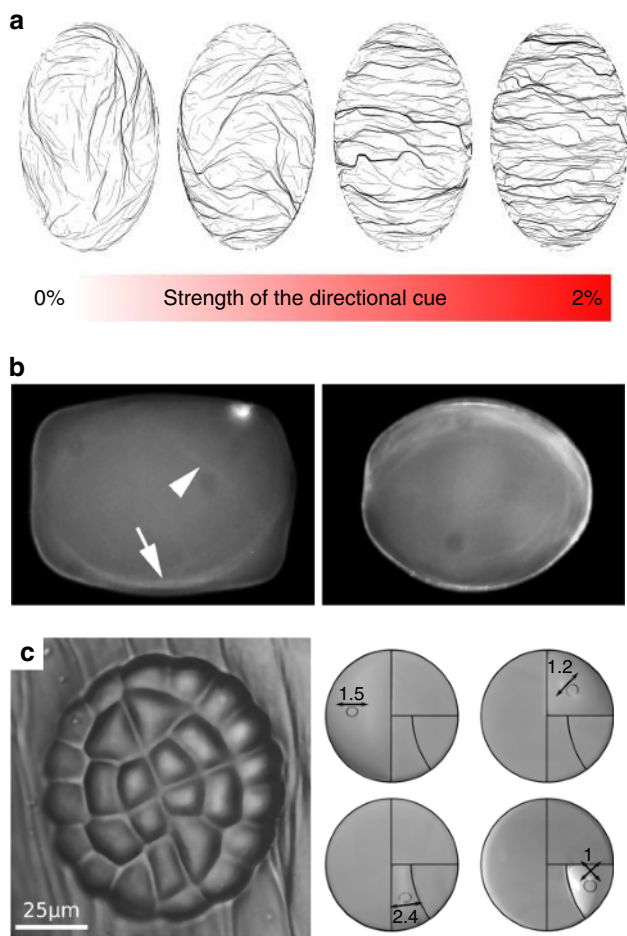 a
0% Strength of the directional cue 2%
b
c
25µm
1.5
1.2
2.4
1